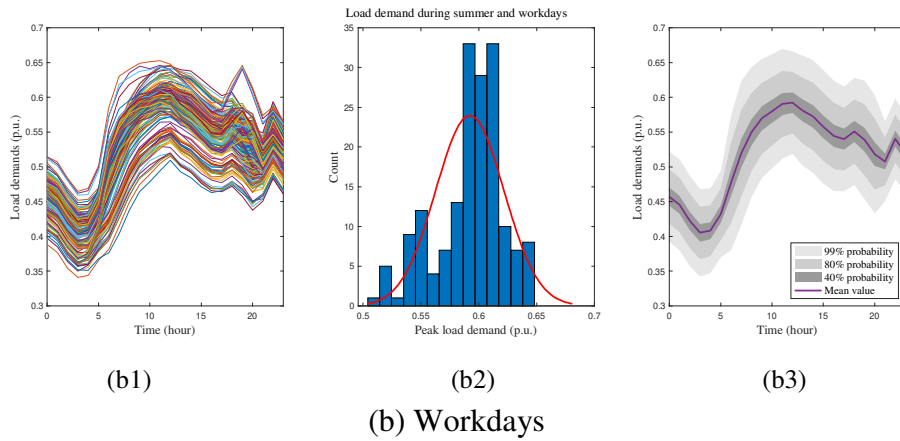 Load demand during summer and workdays
0.7
0.65
0.6
0.55
0.5
0.45
0.4
0.35
0.3
Load demands (p.u.)
0 5 10 15 20
Time (hour)
(b1)
35
30
25
20
15
10
5
0
Count
0.5 0.55 0.6 0.65 0.7
Peak load demand (p.u.)
(b2)
0.7
0.65
0.6
0.55
0.5
0.45
0.4
0.35
0.3
Load demands (p.u.)
99% probability
80% probability
40% probability
Mean value
0 5 10 15 20
Time (hour)
(b3)
(b) Workdays